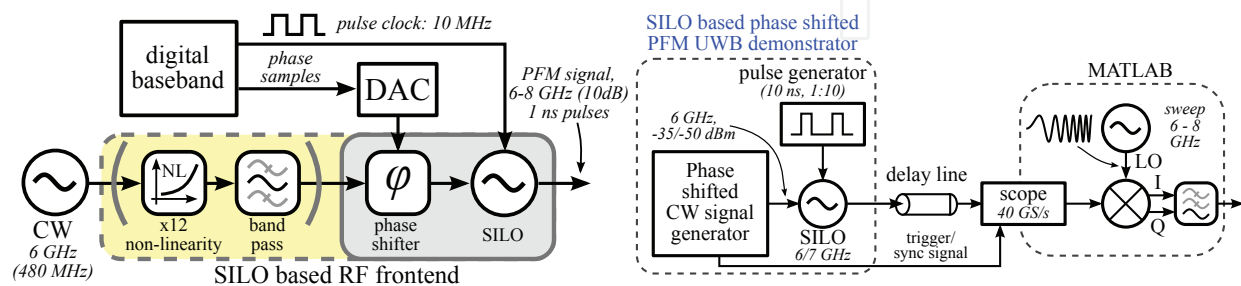 pulse clock: 10 MHz
digital
baseband
phase
samples
DAC
PFM signal,
6-8 GHz (10dB)
1 ns pulses
NL
φ
CW
6 GHz
(480 MHz)
x12
non-linearity
band
pass
phase
shifter
SILO
SILO based RF frontend
SILO based phase shifted
PFM UWB demonstrator
pulse generator
(10 ns, 1:10)
6 GHz,
-35/-50 dBm
Phase
shifted
CW signal
generator
SILO
6/7 GHz
delay line
trigger/
sync signal
scope
40 GS/s
MATLAB
sweep
6 - 8
GHz
LO
I
Q